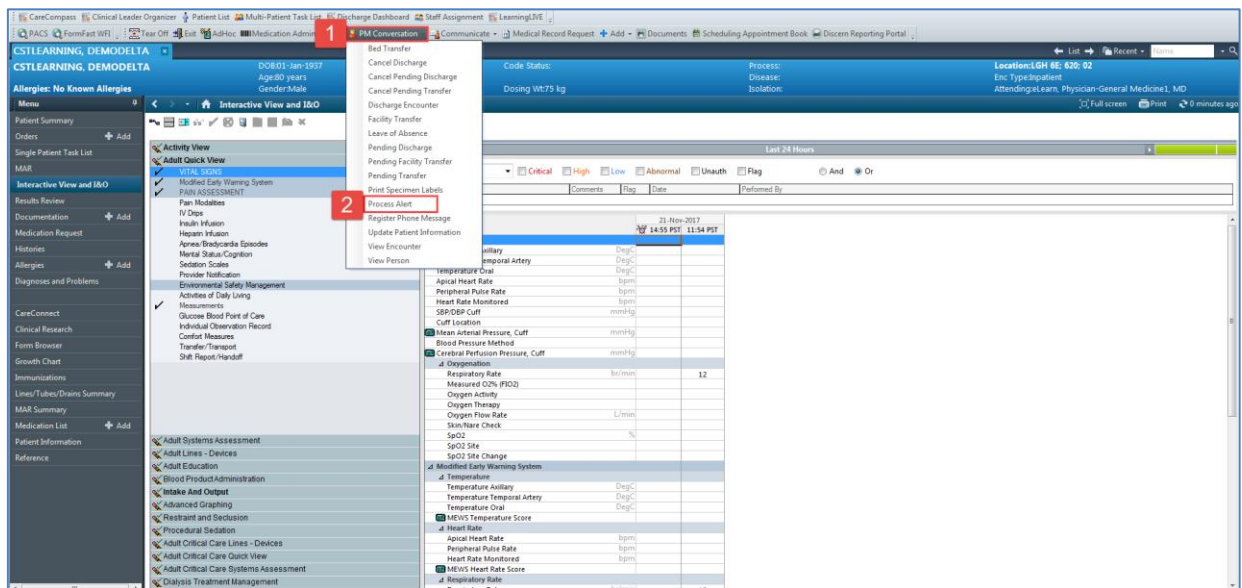 CareCompass Clinical Leader Organizer Patient List Multi-Patient Task List Discharge Dashboard Staff Assignment LearningLIVE
PACS FormFast WFI
Tear Off Exit AdHoc Medication Admin 1 PM Conversation Communicate Medical Record Request Add Documents Scheduling Appointment Book Discern Reporting Portal
CSTLEARNING, DEMODELTA List Recent Name
CSTLEARNING, DEMODELTA DOB:01-Jan-1937 Code Status: Process: Location:LGH 6E; 620; 02
Age:80 years Disease: Enc Type:Inpatient
Allergies: No Known Allergies Gender:Male Dosing Wt:75 kg Isolation: Attending:eLearn, Physician-General Medicine1, MD
Menu Interactive View and I&O Full screen Print 0 minutes ago
Bed Transfer
Cancel Discharge
Cancel Pending Discharge
Cancel Pending Transfer
Discharge Encounter
Facility Transfer
Leave of Absence
Pending Discharge
Pending Facility Transfer
Pending Transfer
Print Specimen Labels
2 Process Alert
Register Phone Message
Update Patient Information
View Encounter
View Person
Patient Summary
Orders Add
Single Patient Task List
MAR
Interactive View and I&O
Results Review
Documentation Add
Medication Request
Histories
Allergies Add
Diagnoses and Problems
CareConnect
Clinical Research
Form Browser
Growth Chart
Immunizations
Lines/Tubes/Drains Summary
MAR Summary
Medication List Add
Patient Information
Reference
Activity View
Adult Quick View
VITAL SIGNS
Modified Early Warning System
PAIN ASSESSMENT
Pain Modalities
IV Drips
Insulin Infusion
Heparin Infusion
Apnea/Bradycardia Episodes
Mental Status/Cognition
Sedation Scales
Provider Notification
Environmental Safety Management
Activities of Daily Living
Measurements
Glucose Blood Point of Care
Individual Observation Record
Comfort Measures
Transfer/Transport
Shift Report/Handoff
Adult Systems Assessment
Adult Lines - Devices
Adult Education
Blood Product Administration
Intake And Output
Advanced Graphing
Restraint and Seclusion
Procedural Sedation
Adult Critical Care Lines - Devices
Adult Critical Care Quick View
Adult Critical Care Systems Assessment
Dialysis Treatment Management
Last 24 Hours
Critical High Low Abnormal Unauth Flag And Or
Comments Flag Date Performed By
21-Nov-2017
14:55 PST 11:54 PST
xillary DegC
emporal Artery DegC
Temperature Oral DegC
Apical Heart Rate bpm
Peripheral Pulse Rate bpm
Heart Rate Monitored bpm
SBP/DBP Cuff mmHg
Cuff Location
Mean Arterial Pressure, Cuff mmHg
Blood Pressure Method
Cerebral Perfusion Pressure, Cuff mmHg
Oxygenation
Respiratory Rate br/min 12
Measured O2% (FIO2)
Oxygen Activity
Oxygen Therapy
Oxygen Flow Rate L/min
Skin/Nare Check
SpO2 %
SpO2 Site
SpO2 Site Change
Modified Early Warning System
Temperature
Temperature Axillary DegC
Temperature Temporal Artery DegC
Temperature Oral DegC
MEWS Temperature Score
Heart Rate
Apical Heart Rate bpm
Peripheral Pulse Rate bpm
Heart Rate Monitored bpm
MEWS Heart Rate Score
Respiratory Rate